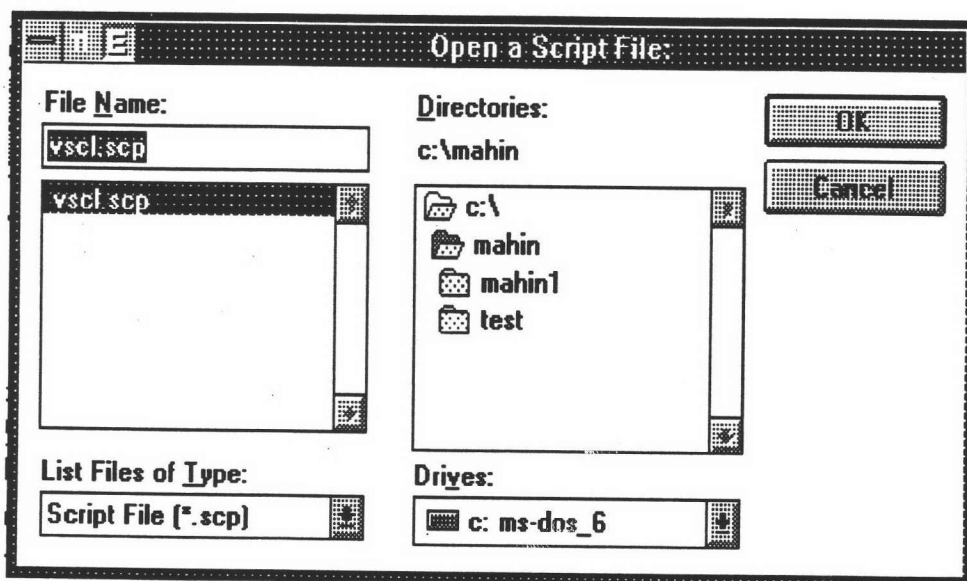 Open a Script File:
File Name:
vscl.scp
vscl.scp
List Files of Type:
Script File (*.scp)
Directories:
c:\mahin
c:\
mahin
mahin1
test
Drives:
c: ms-dos_6
OK
Cancel